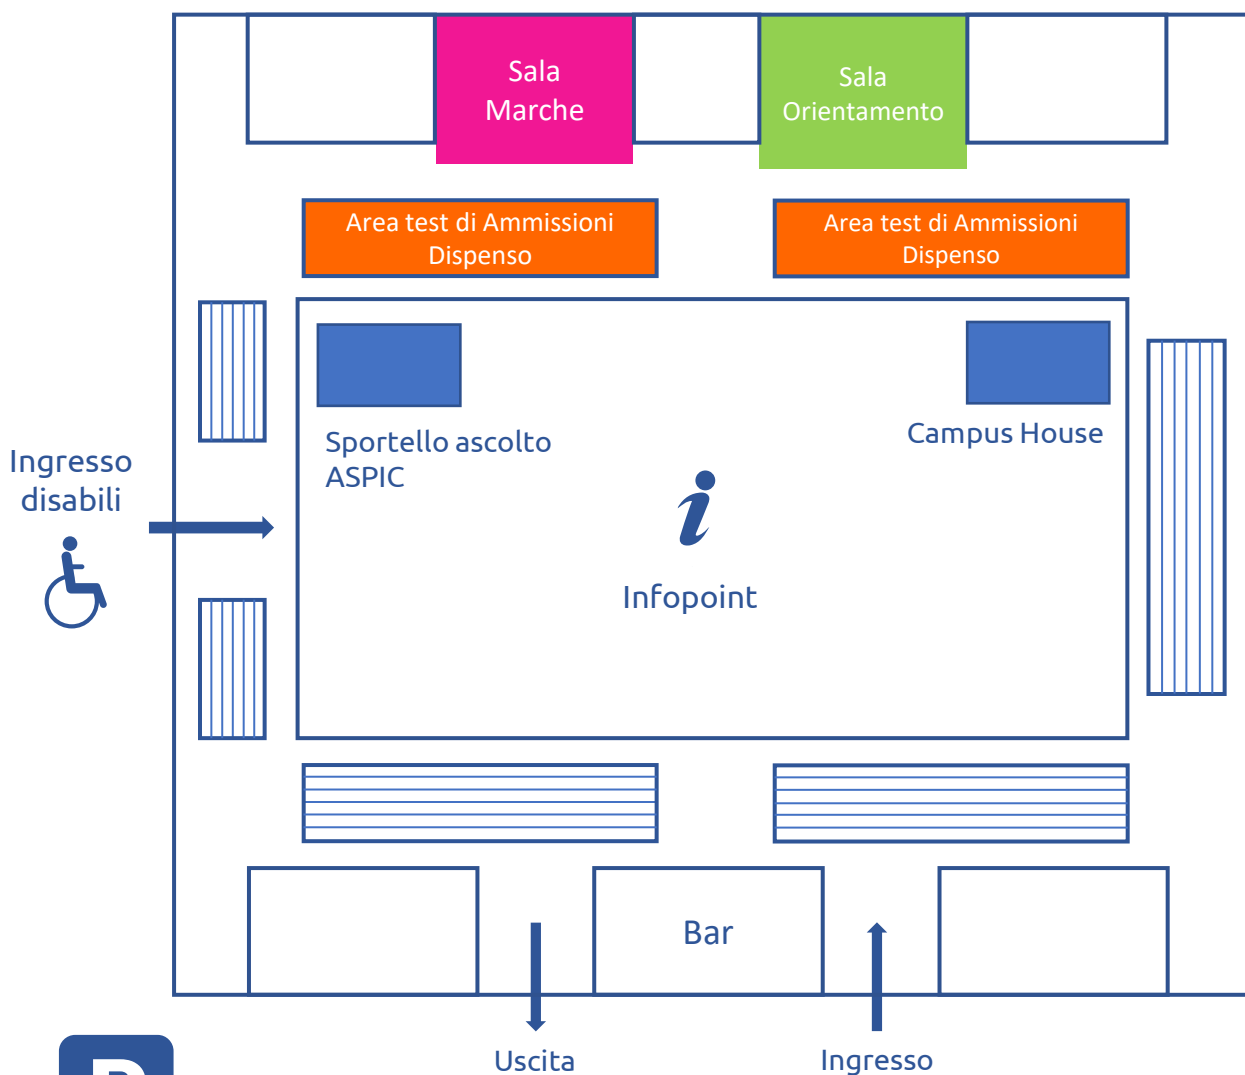 Sala
Marche
Sala
Orientamento
Area test di Ammissioni
Dispenso
Area test di Ammissioni
Dispenso
Sportello ascolto
ASPIC
Campus House
Ingresso
disabili
Infopoint
Bar
Uscita
Ingresso
P